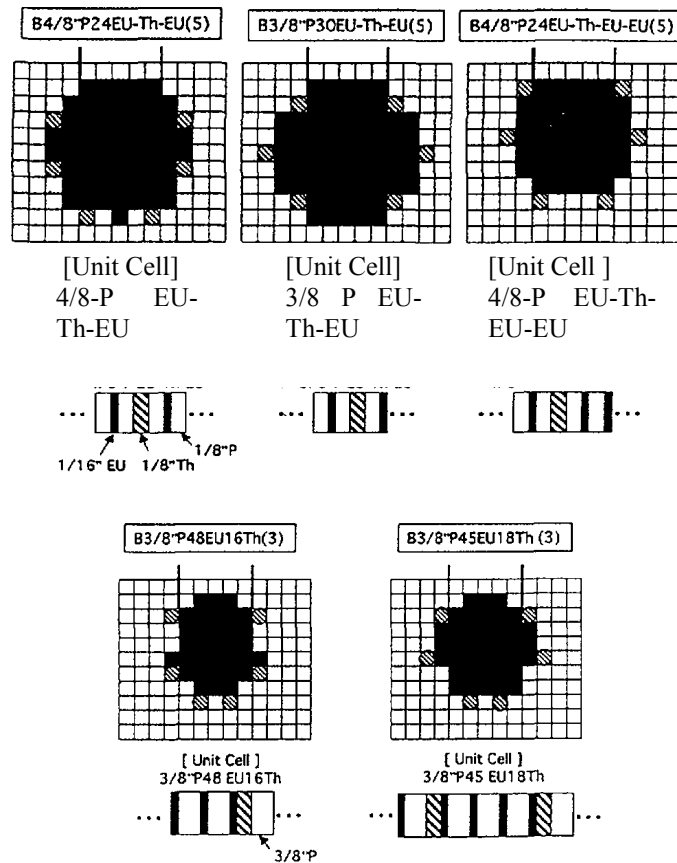 B4/8"P24EU-Th-EU(5)
B3/8"P30EU-Th-EU(5)
B4/8"P24EU-Th-EU-EU(5)
[Unit Cell]
4/8-P EU-
Th-EU
[Unit Cell]
3/8 P EU-
Th-EU
[Unit Cell ]
4/8-P EU-Th-
EU-EU
1/16" EU
1/8"Th
1/8"P
B3/8"P48EU16Th(3)
B3/8"P45EU18Th (3)
[ Unit Cell ]
3/8"P48 EU16Th
[ Unit Cell ]
3/8"P45 EU18Th
3/8"P